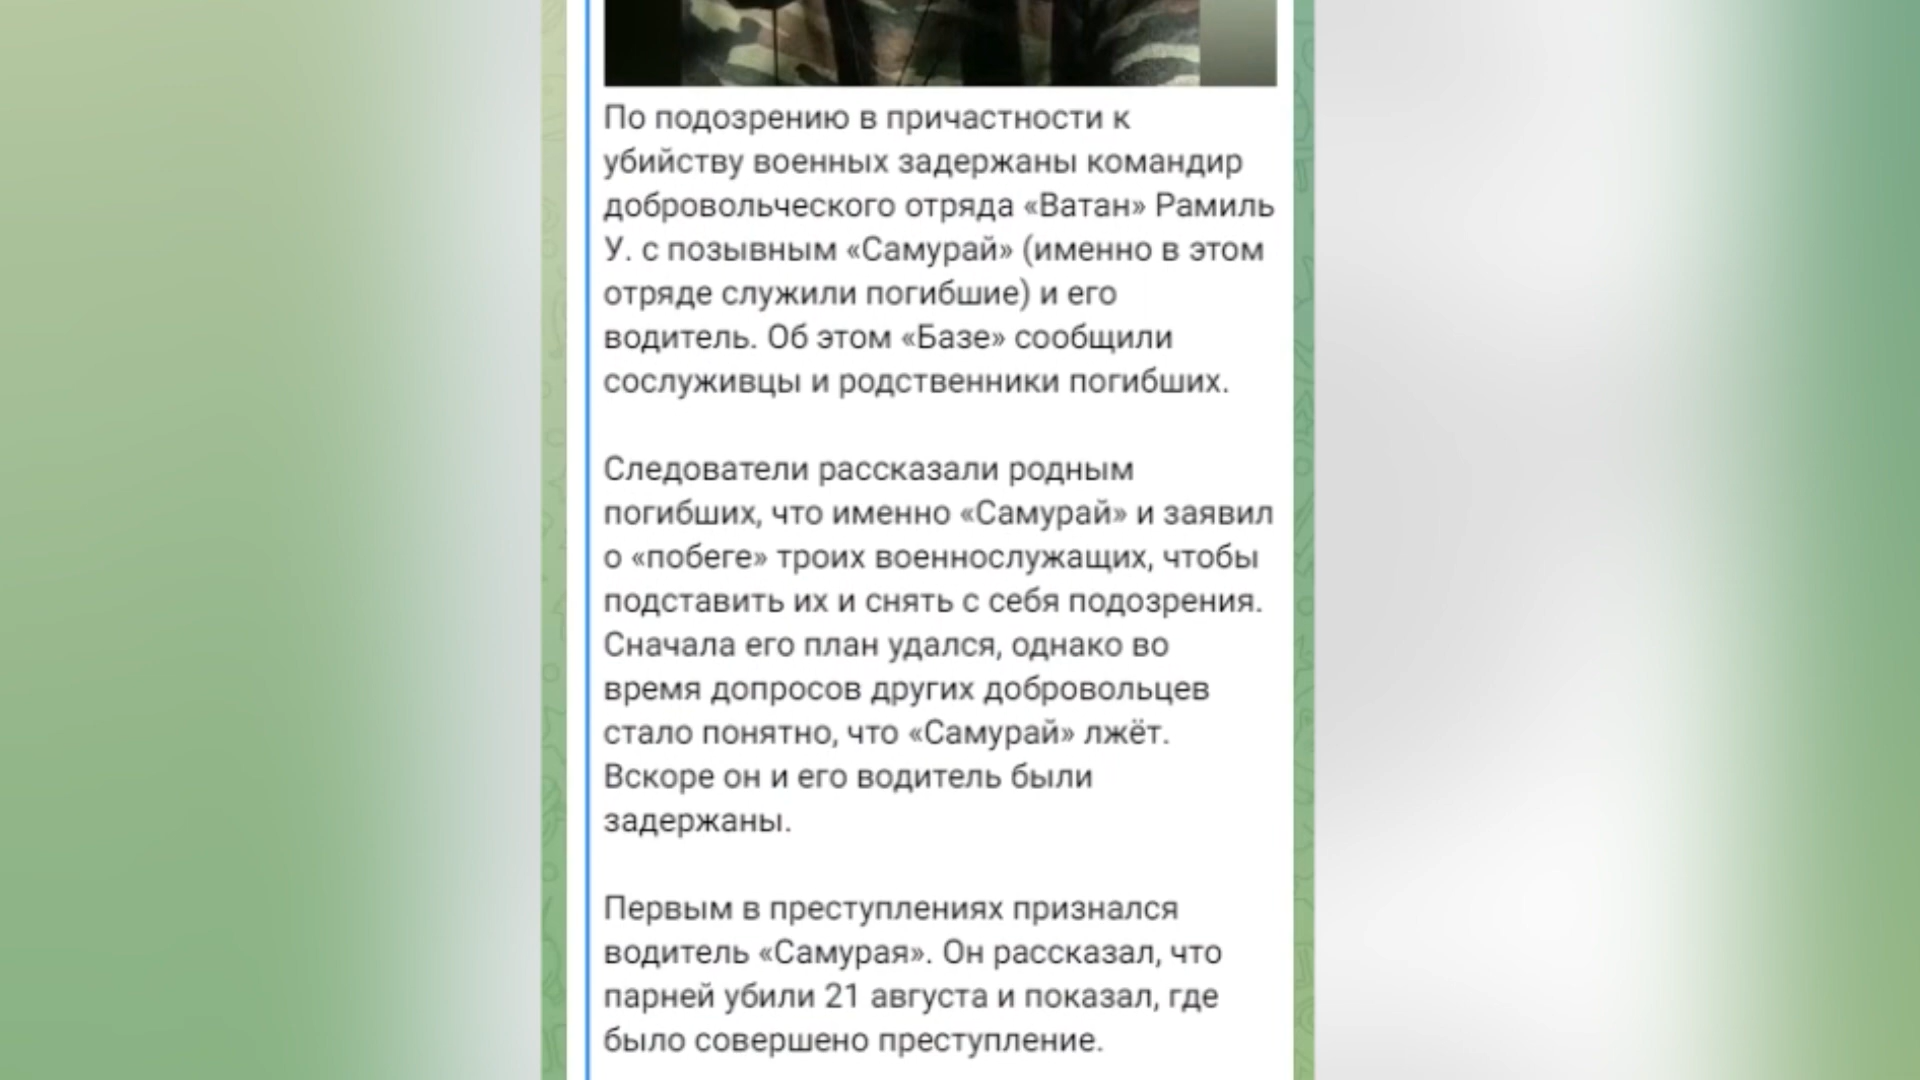 По подозрению в причастности к
убийству военных задержаны командир
добровольческого отряда «Ватан» Рамиль
У. с позывным «Самурай» (именно в этом
отряде служили погибшие) и его
водитель. Об этом «Базе» сообщили
сослуживцы и родственники погибших.
Следователи рассказали родным
погибших, что именно «Самурай» и заявил
о «побеге» троих военнослужащих, чтобы
подставить их и снять с себя подозрения.
Сначала его план удался, однако во
время допросов других добровольцев
стало понятно, что «Самурай» лжёт.
Вскоре он и его водитель были
задержаны.
Первым в преступлениях признался
водитель «Самурая». Он рассказал, что
парней убили 21 августа и показал, где
было совершено преступление.